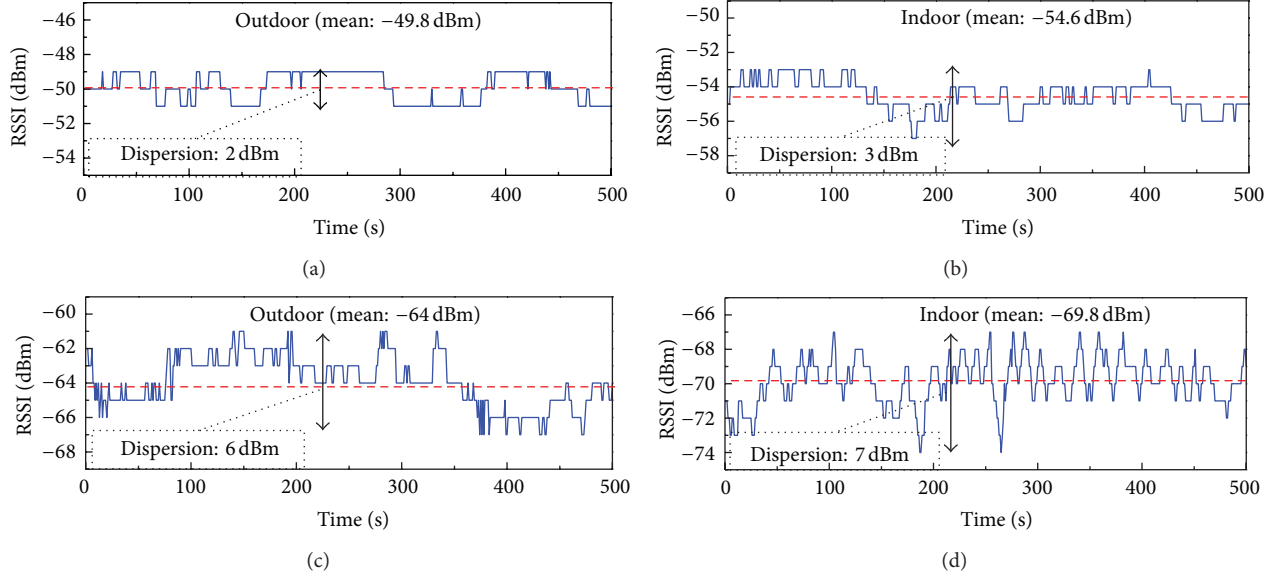 Outdoor (mean: −49.8 dBm)
RSSI (dBm)
−46
−48
−50
−52
−54
Dispersion: 2 dBm
0 100 200 300 400 500
Time (s)
(a)
Indoor (mean: −54.6 dBm)
RSSI (dBm)
−50
−52
−54
−56
−58
Dispersion: 3 dBm
0 100 200 300 400 500
Time (s)
(b)
Outdoor (mean: −64 dBm)
RSSI (dBm)
−60
−62
−64
−66
−68
Dispersion: 6 dBm
0 100 200 300 400 500
Time (s)
(c)
Indoor (mean: −69.8 dBm)
RSSI (dBm)
−66
−68
−70
−72
−74
Dispersion: 7 dBm
0 100 200 300 400 500
Time (s)
(d)